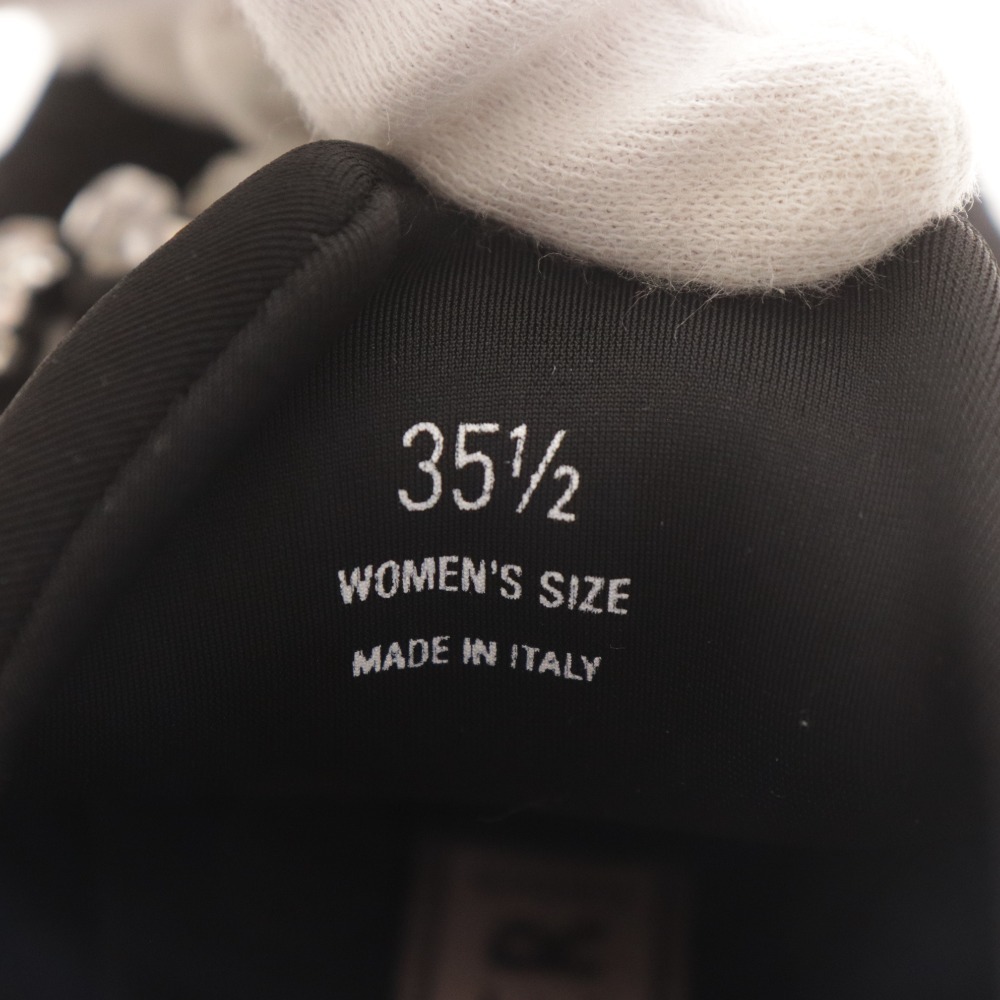 35½
WOMEN'S SIZE
MADE IN ITALY
R